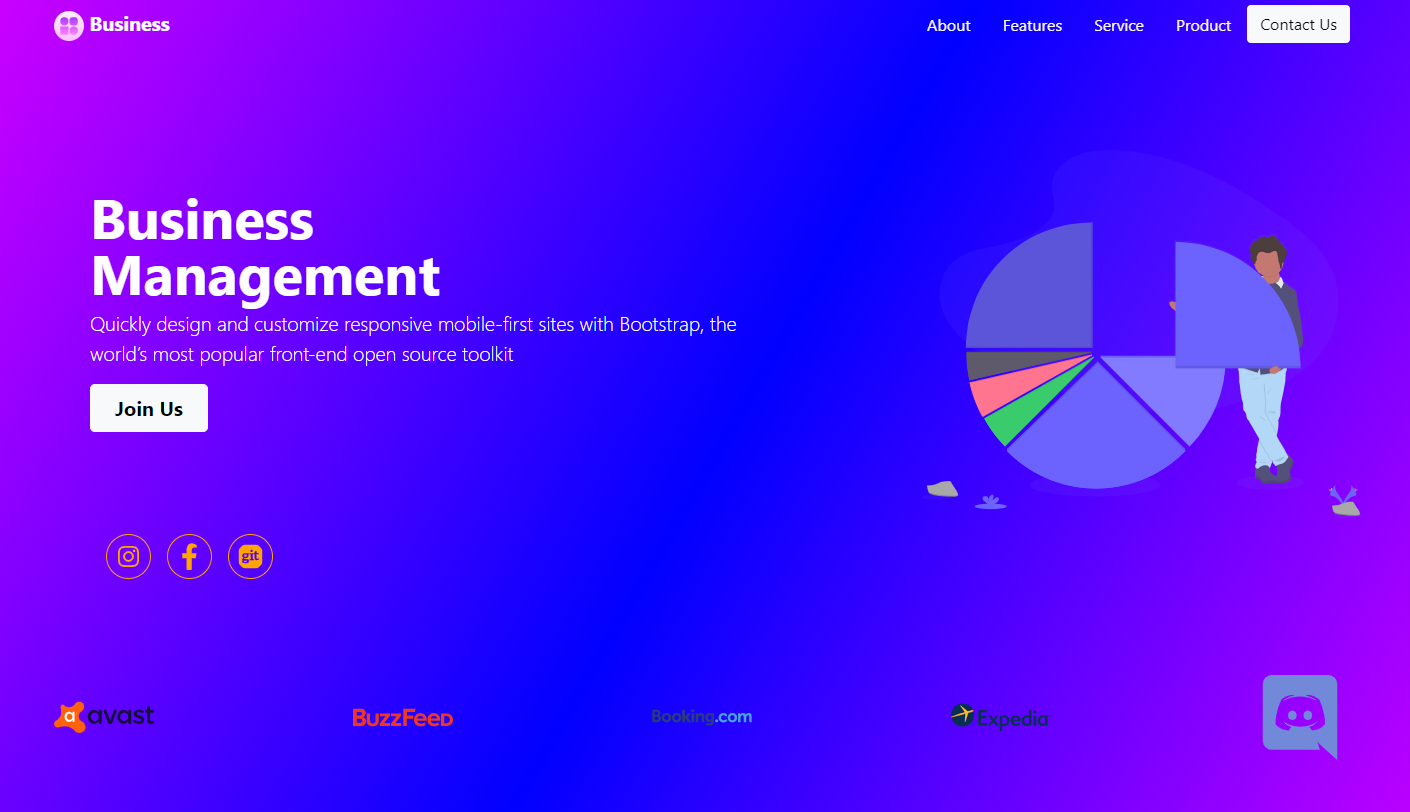 Business
About Features Service Product Contact Us
Business
Management
Quickly design and customize responsive mobile-first sites with Bootstrap, the
world’s most popular front-end open source toolkit
Join Us
git
a avast
BuzzFeed
Booking.com
Expedia